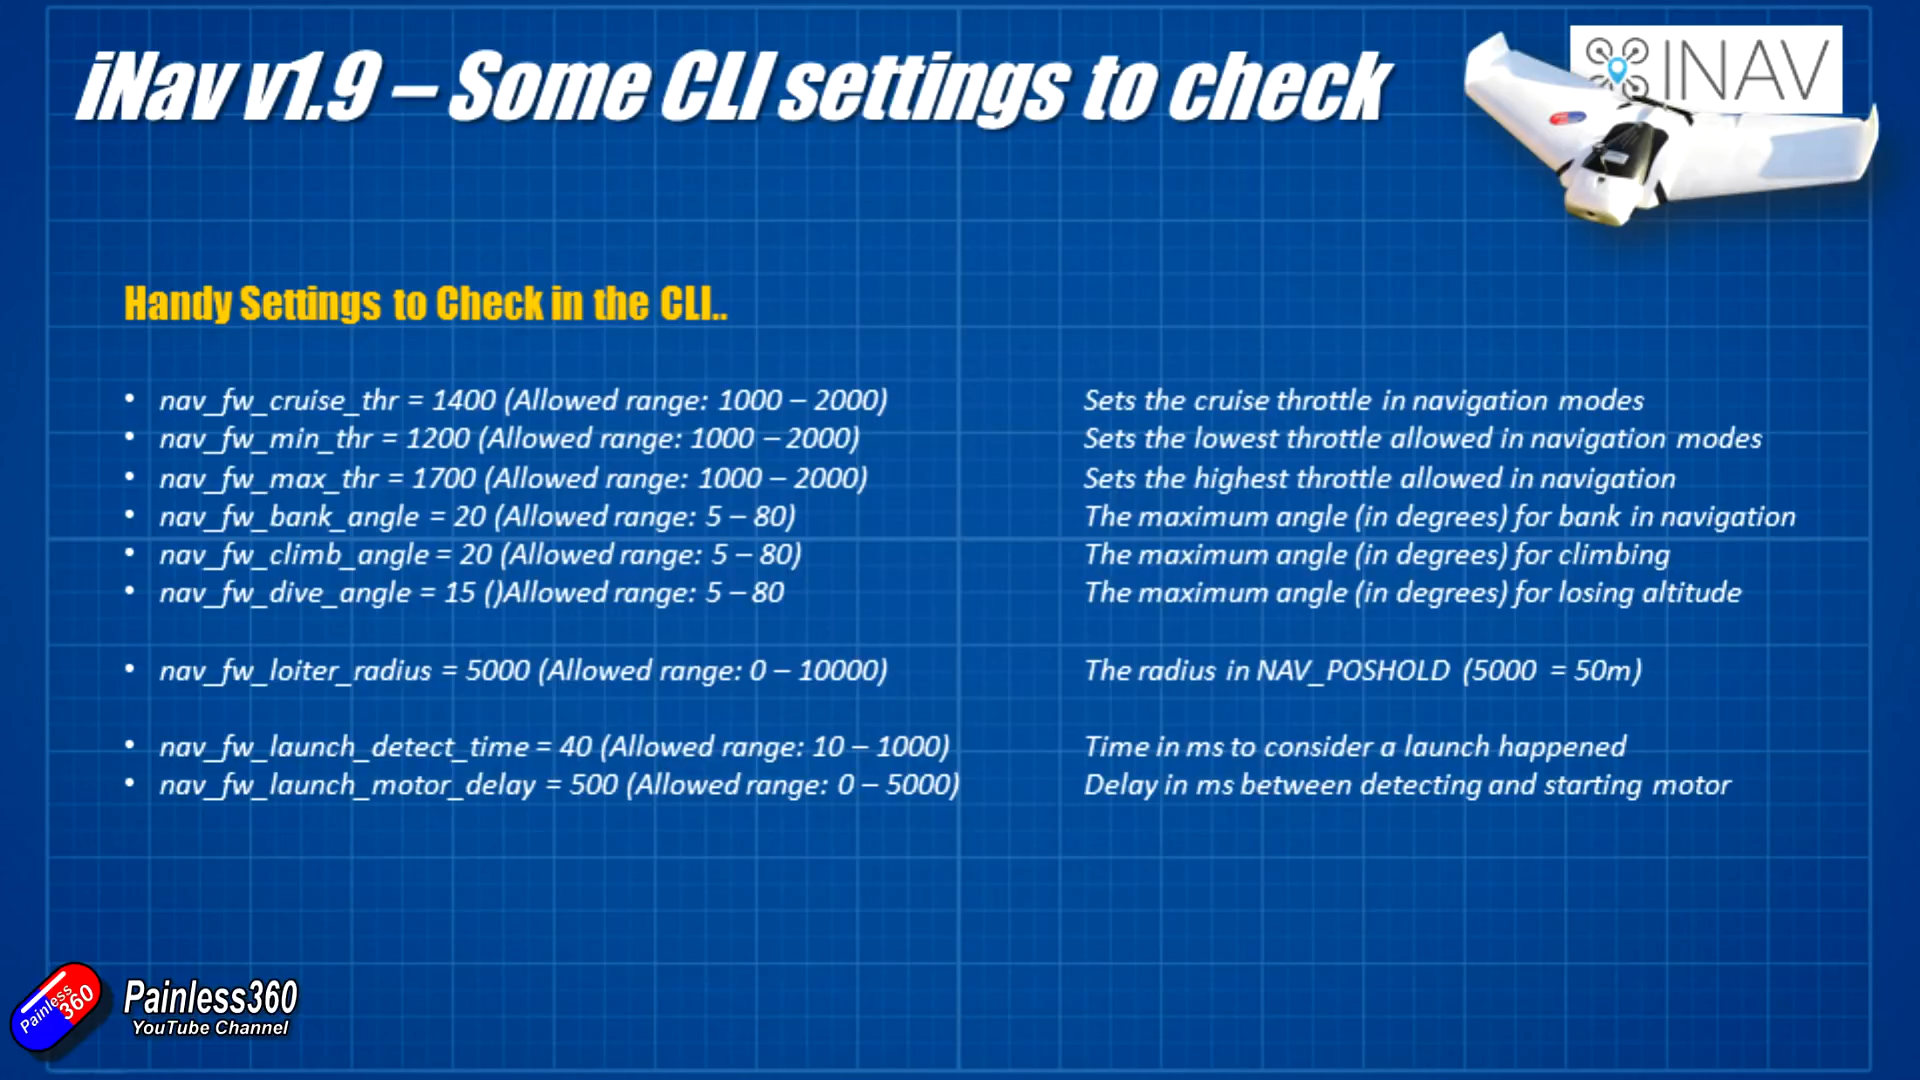 iNav v1.9 – Some CLI settings to check
INAV
Handy Settings to Check in the CLI..
• nav_fw_cruise_thr = 1400 (Allowed range: 1000 – 2000) Sets the cruise throttle in navigation modes
• nav_fw_min_thr = 1200 (Allowed range: 1000 – 2000) Sets the lowest throttle allowed in navigation modes
• nav_fw_max_thr = 1700 (Allowed range: 1000 – 2000) Sets the highest throttle allowed in navigation
• nav_fw_bank_angle = 20 (Allowed range: 5 – 80) The maximum angle (in degrees) for bank in navigation
• nav_fw_climb_angle = 20 (Allowed range: 5 – 80) The maximum angle (in degrees) for climbing
• nav_fw_dive_angle = 15 ()Allowed range: 5 – 80 The maximum angle (in degrees) for losing altitude
• nav_fw_loiter_radius = 5000 (Allowed range: 0 – 10000) The radius in NAV_POSHOLD (5000 = 50m)
• nav_fw_launch_detect_time = 40 (Allowed range: 10 – 1000) Time in ms to consider a launch happened
• nav_fw_launch_motor_delay = 500 (Allowed range: 0 – 5000) Delay in ms between detecting and starting motor
Painless
360
Painless360
YouTube Channel